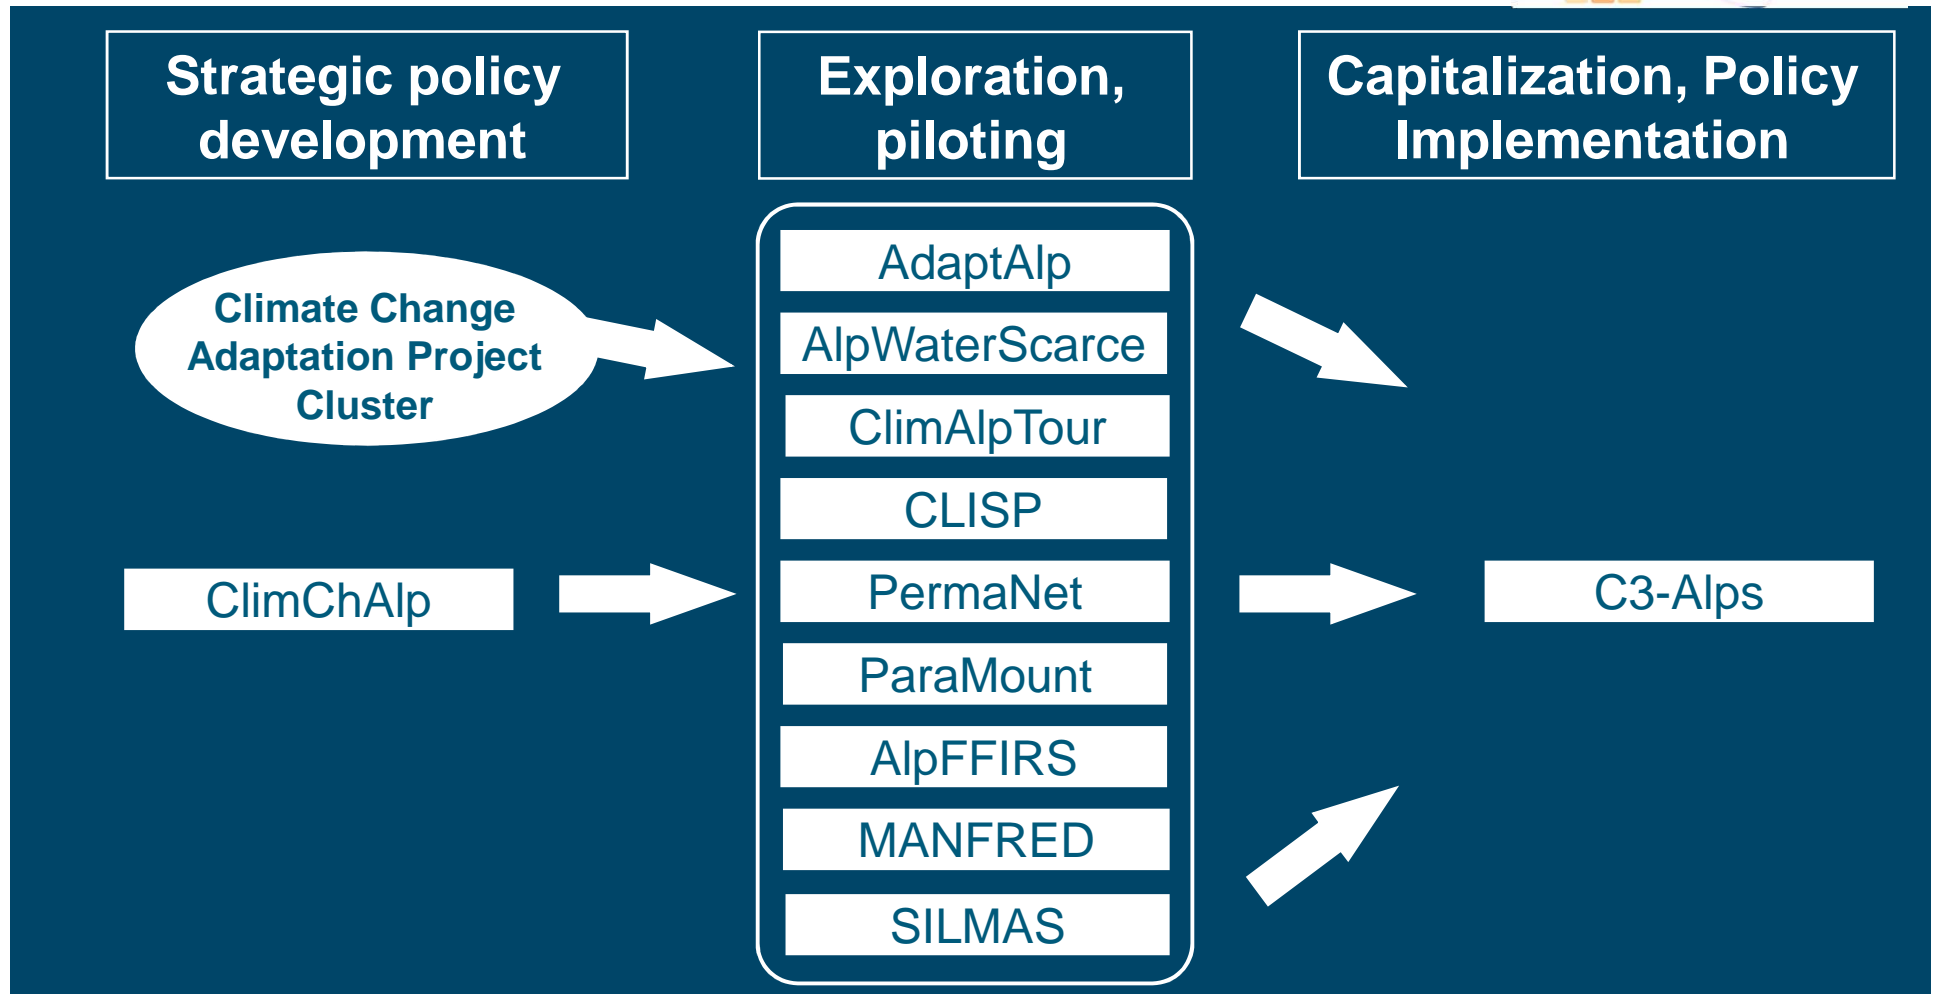 Strategic policy
development
Exploration,
piloting
Capitalization, Policy
Implementation
Climate Change
Adaptation Project
Cluster
ClimChAlp
AdaptAlp
AlpWaterScarce
ClimAlpTour
CLISP
PermaNet
ParaMount
AlpFFIRS
MANFRED
SILMAS
C3-Alps